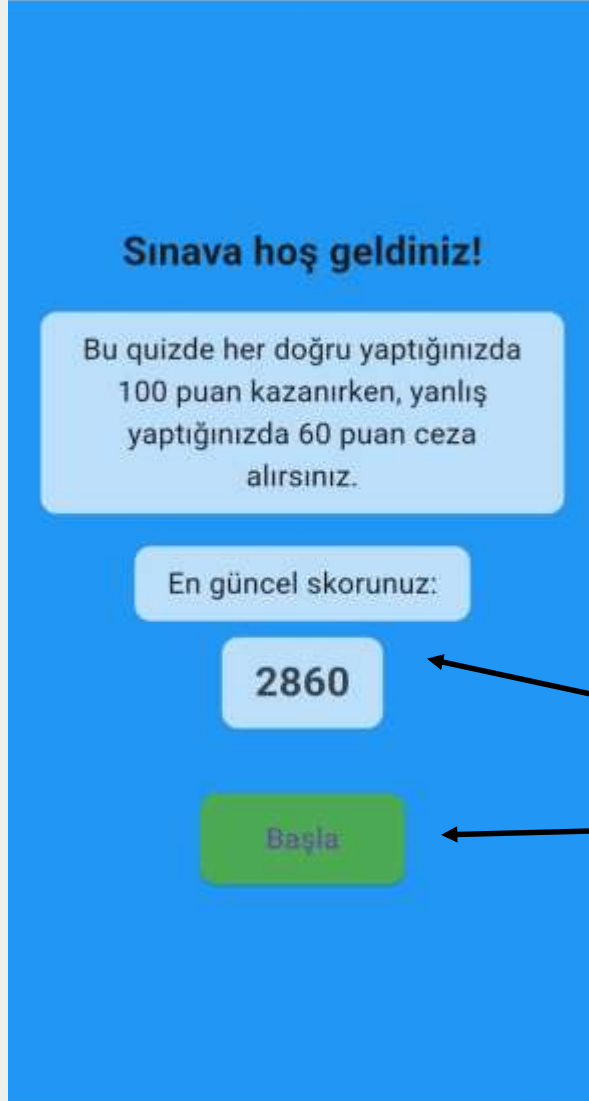 Sınava hoş geldiniz!
Bu quizde her doğru yaptığınızda
100 puan kazanırken, yanlış
yaptığınızda 60 puan ceza
alırsınız.
En güncel skorunuz:
2860
Başla